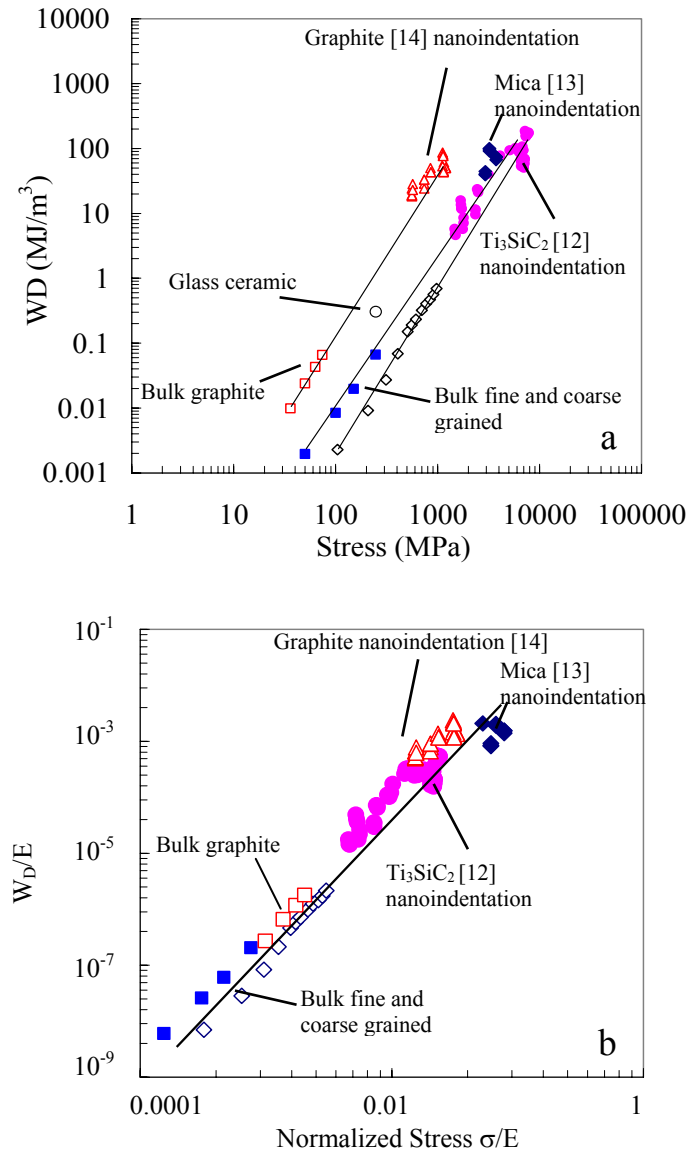 10000
Graphite [14] nanoindentation
1000
Mica [13]
nanoindentation
100
10
Ti₃SiC₂ [12]
nanoindentation
1
Glass ceramic
0.1
Bulk graphite
Bulk fine and coarse
grained
0.01
a
0.001
1 10 100 1000 10000 100000
WD (MJ/m³)
Stress (MPa)
10⁻¹
Graphite nanoindentation [14]
Mica [13]
nanoindentation
10⁻³
Bulk graphite
10⁻⁵
Ti₃SiC₂ [12]
nanoindentation
10⁻⁷
Bulk fine and
coarse grained
b
10⁻⁹
0.0001 0.01 1
W_D/E
Normalized Stress σ/E